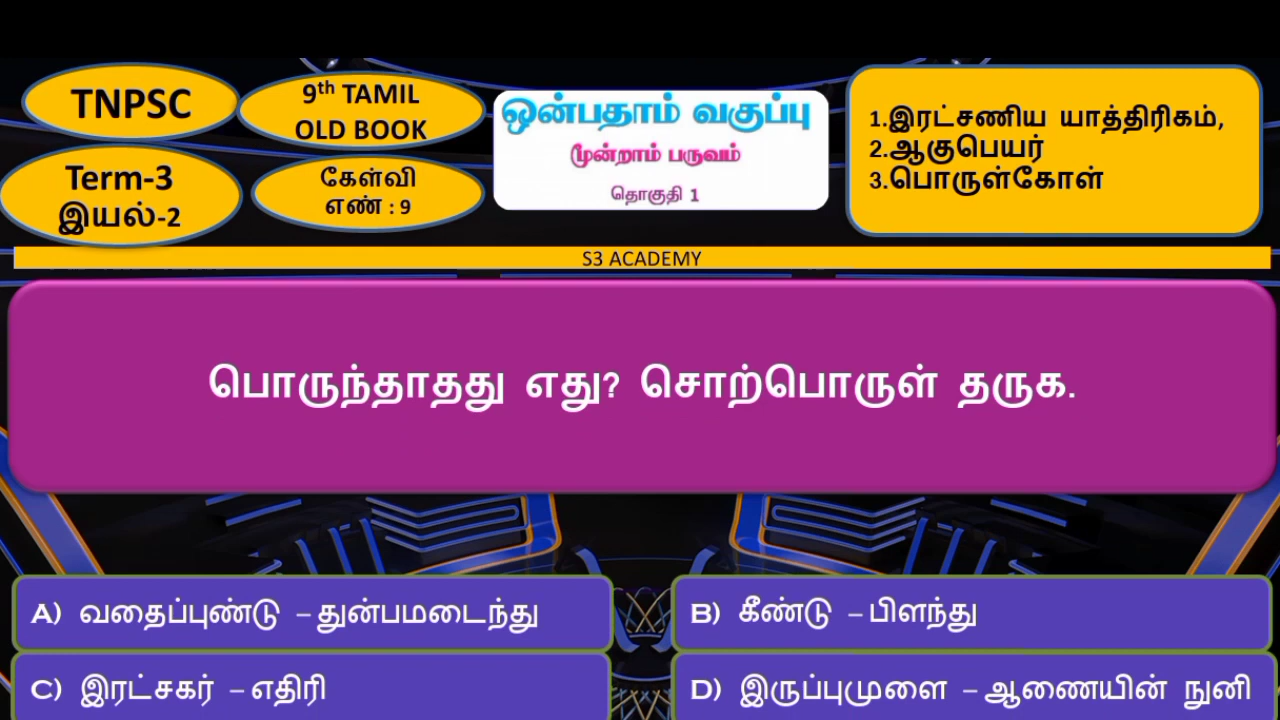 TNPSC
9th TAMIL
OLD BOOK
Term-3
இயல்-2
கேள்வி
எண் : 9
ஒன்பதாம் வகுப்பு
மூன்றாம் பருவம்
தொகுதி 1
1.இரட்சணிய யாத்திரிகம்,
2.ஆகுபெயர்
3.பொருள்கோள்
S3 ACADEMY
பொருந்தாதது எது? சொற்பொருள் தருக.
A) வதைப்புண்டு – துன்பமடைந்து
B) கீண்டு – பிளந்து
C) இரட்சகர் – எதிரி
D) இருப்புமுளை – ஆணையின் நுனி